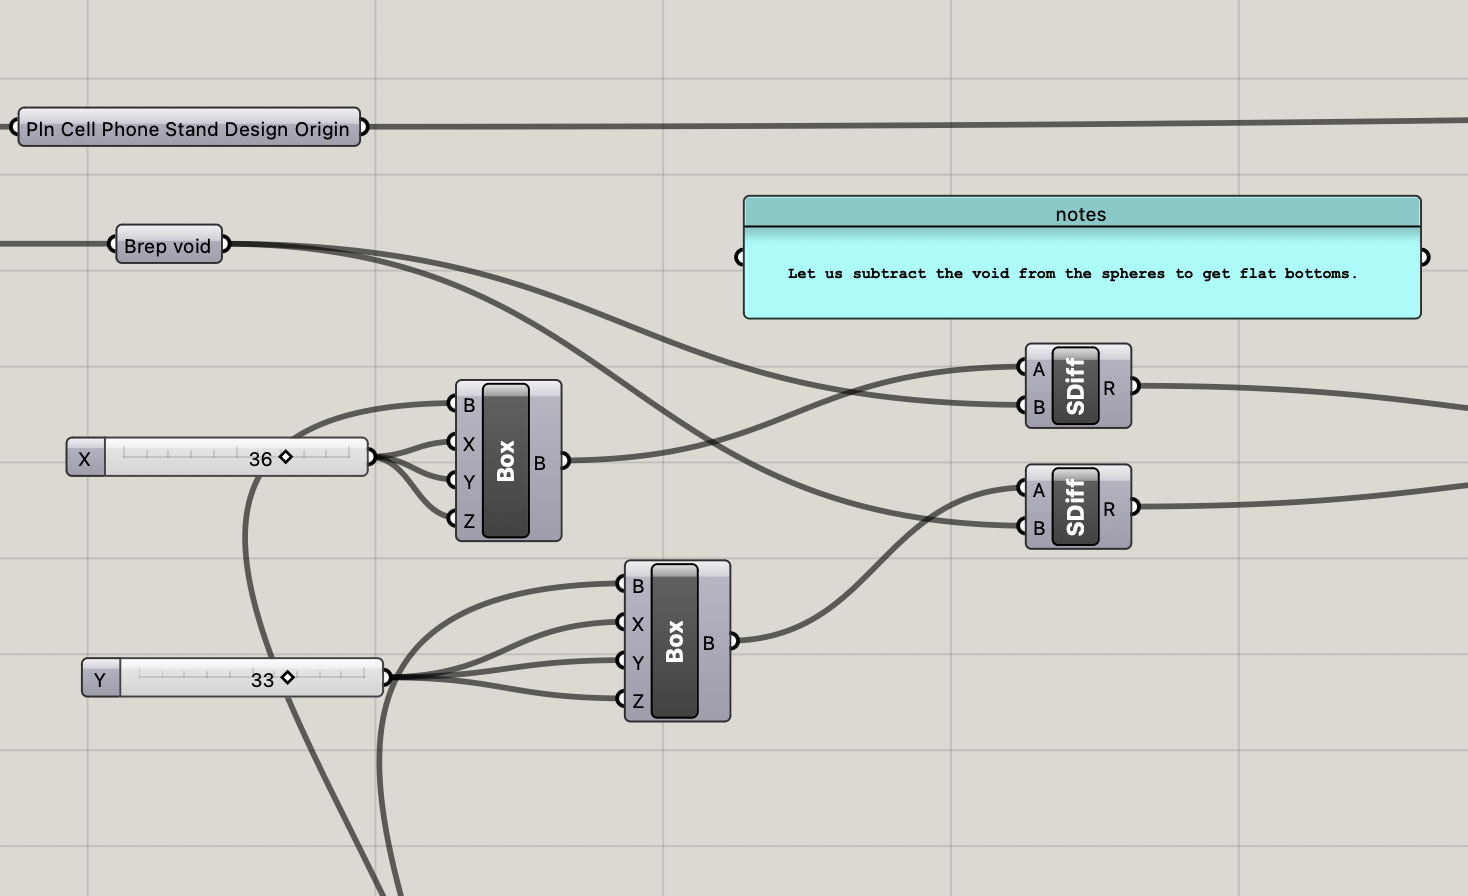 Pln Cell Phone Stand Design Origin
notes
Brep void
Let us subtract the void from the spheres to get flat bottoms.
A
SDiff
R
B
B
X
Y
Z
Box
B
X
36
A
SDiff
R
B
B
X
Y
Z
Box
B
Y
33